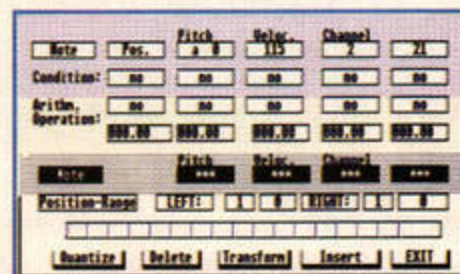 Pitch Veloc. Channel
Note Pos. a 0 115 2 21
Condition: no no no no no
Arithm. no no no no no
Operation:
000.00 000.00 000.00 000.00 000.00
Pitch Veloc. Channel
Note *** *** *** ***
Position-Range LEFT: 1 0 RIGHT: 1 0
Quantize Delete Transform Insert EXIT